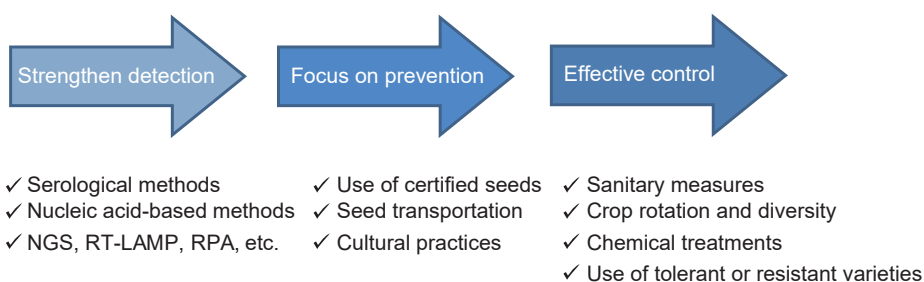 Strengthen detection
Focus on prevention
Effective control
✓ Serological methods
✓ Nucleic acid-based methods
✓ NGS, RT-LAMP, RPA, etc.
✓ Use of certified seeds
✓ Seed transportation
✓ Cultural practices
✓ Sanitary measures
✓ Crop rotation and diversity
✓ Chemical treatments
✓ Use of tolerant or resistant varieties